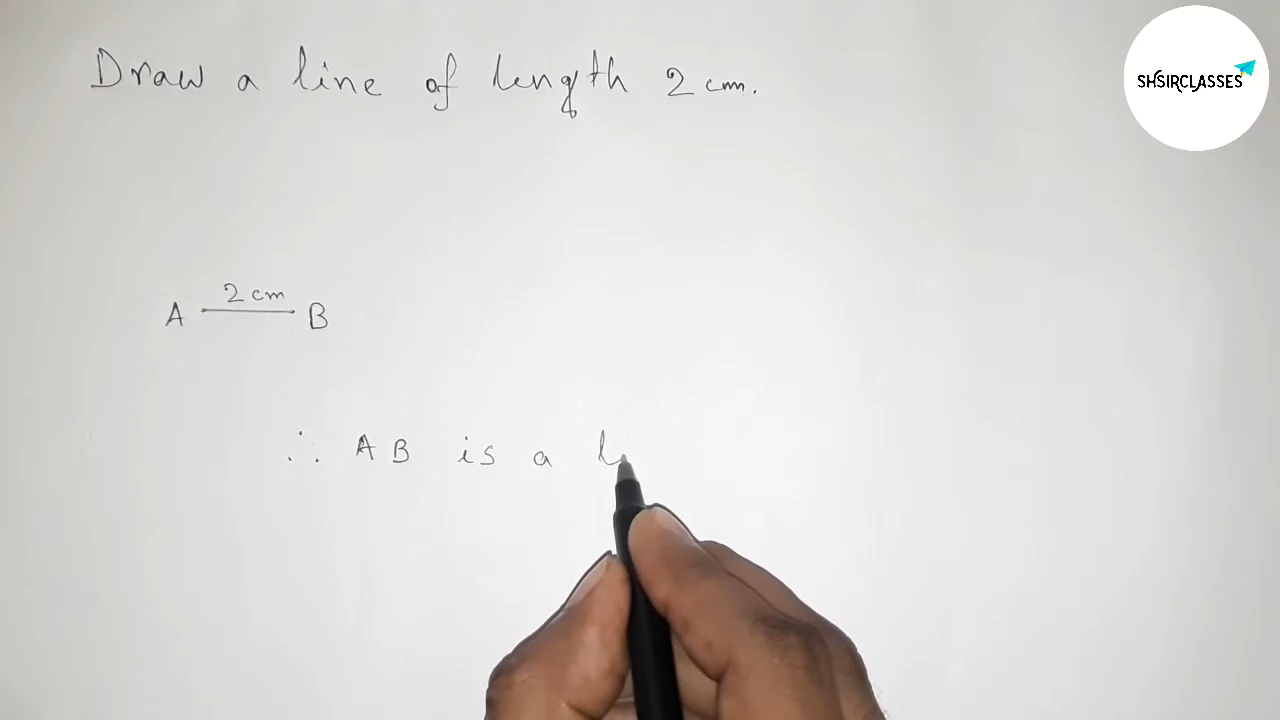 Draw a line of length 2 cm.
SHSIRCLASSES
2 cm
A B
∴ AB is a